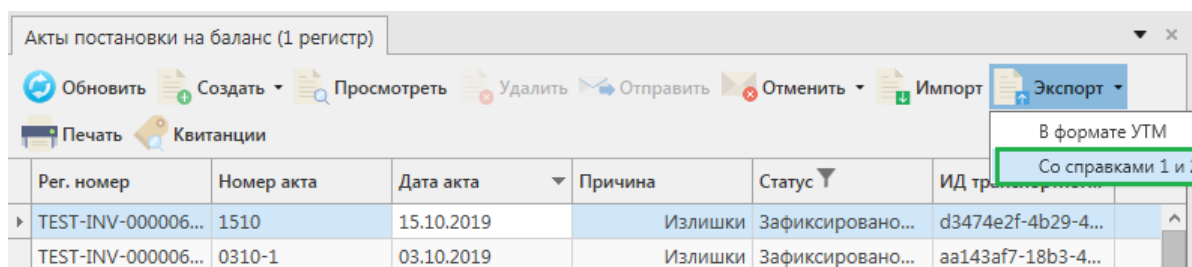 Акты постановки на баланс (1 регистр)
Обновить Создать Просмотреть Удалить Отправить Отменить Импорт Экспорт
Печать Квитанции
В формате УТМ
Со справками 1 и
Рег. номер Номер акта Дата акта Причина Статус ИД
TEST-INV-000006... 1510 15.10.2019 Излишки Зафиксировано... d3474e2f-4b29-4...
TEST-INV-000006... 0310-1 03.10.2019 Излишки Зафиксировано... aa143af7-18b3-4...